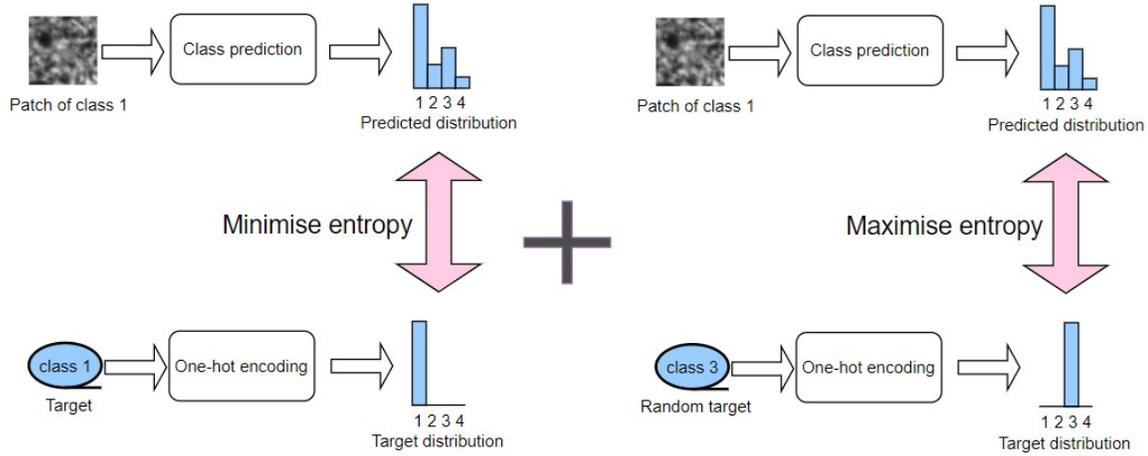 Class prediction
Patch of class 1
1 2 3 4
Predicted distribution
Minimise entropy
class 1
Target
One-hot encoding
1 2 3 4
Target distribution
Class prediction
Patch of class 1
1 2 3 4
Predicted distribution
Maximise entropy
class 3
Random target
One-hot encoding
1 2 3 4
Target distribution